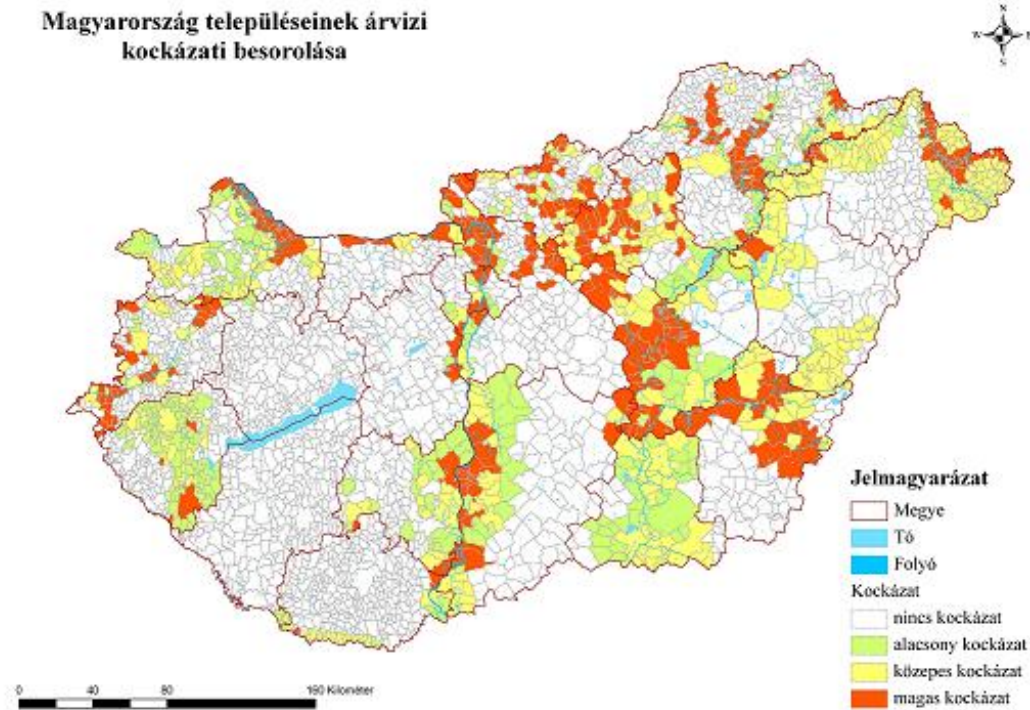 Magyarország településeinek árvizi
kockázati besorolása
N
W
E
S
Jelmagyarázat
Megye
Tó
Folyó
Kockázat
nincs kockázat
alacsony kockázat
közepes kockázat
magas kockázat
0 40 80 160 Kilométer